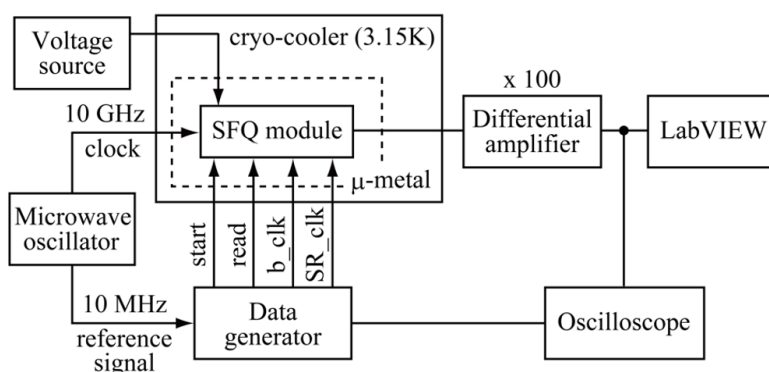 Voltage
source
cryo-cooler (3.15K)
10 GHz
clock
SFQ module
μ-metal
x 100
Differential
amplifier
LabVIEW
Microwave
oscillator
start
read
b_clk
SR_clk
10 MHz
reference
signal
Data
generator
Oscilloscope